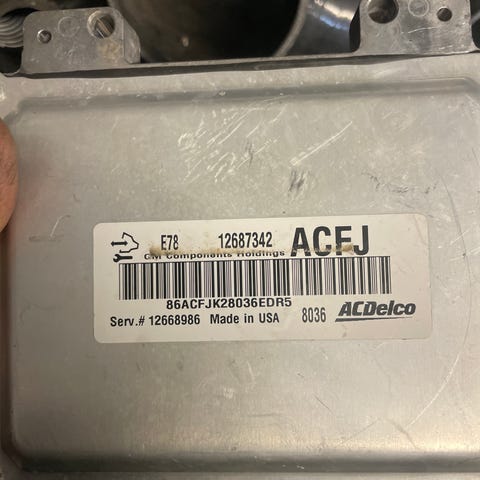 E78 12687342 ACFJ
GM Components Holdings
86ACFJK28036EDR5
Serv.# 12668986 Made in USA 8036 ACDelco